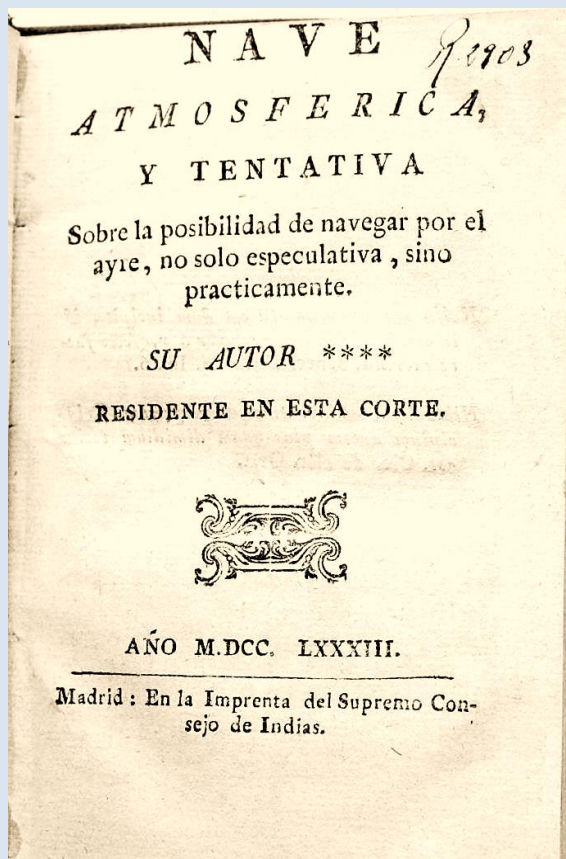 NAVE
R 2903
ATMOSFERICA,
Y TENTATIVA
Sobre la posibilidad de navegar por el
ayre, no solo especulativa, sino
practicamente.
SU AUTOR ****
RESIDENTE EN ESTA CORTE.
AÑO M.DCC. LXXXIII.
Madrid: En la Imprenta del Supremo Con-
sejo de Indias.